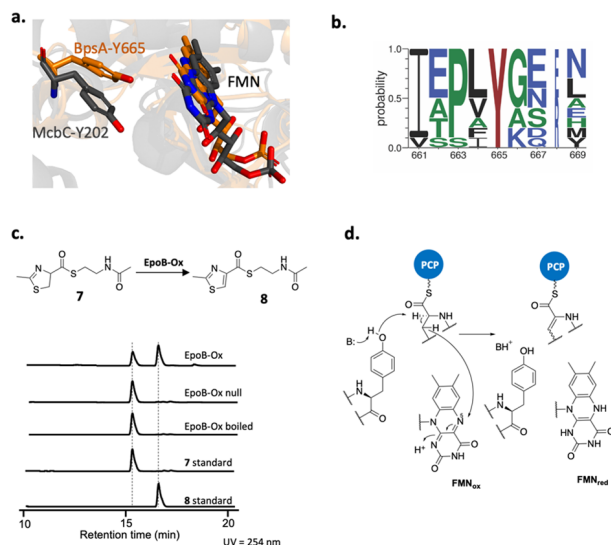 a.
BpsA-Y665
FMN
McbC-Y202
b.
probability
1.0
0.5
0.0
661 663 665 667 669
c.
EpoB-Ox
7
8
EpoB-Ox
EpoB-Ox null
EpoB-Ox boiled
7 standard
8 standard
10 15 20
Retention time (min)
UV = 254 nm
d.
PCP
PCP
B:
BH+
H+
FMNox
FMNred